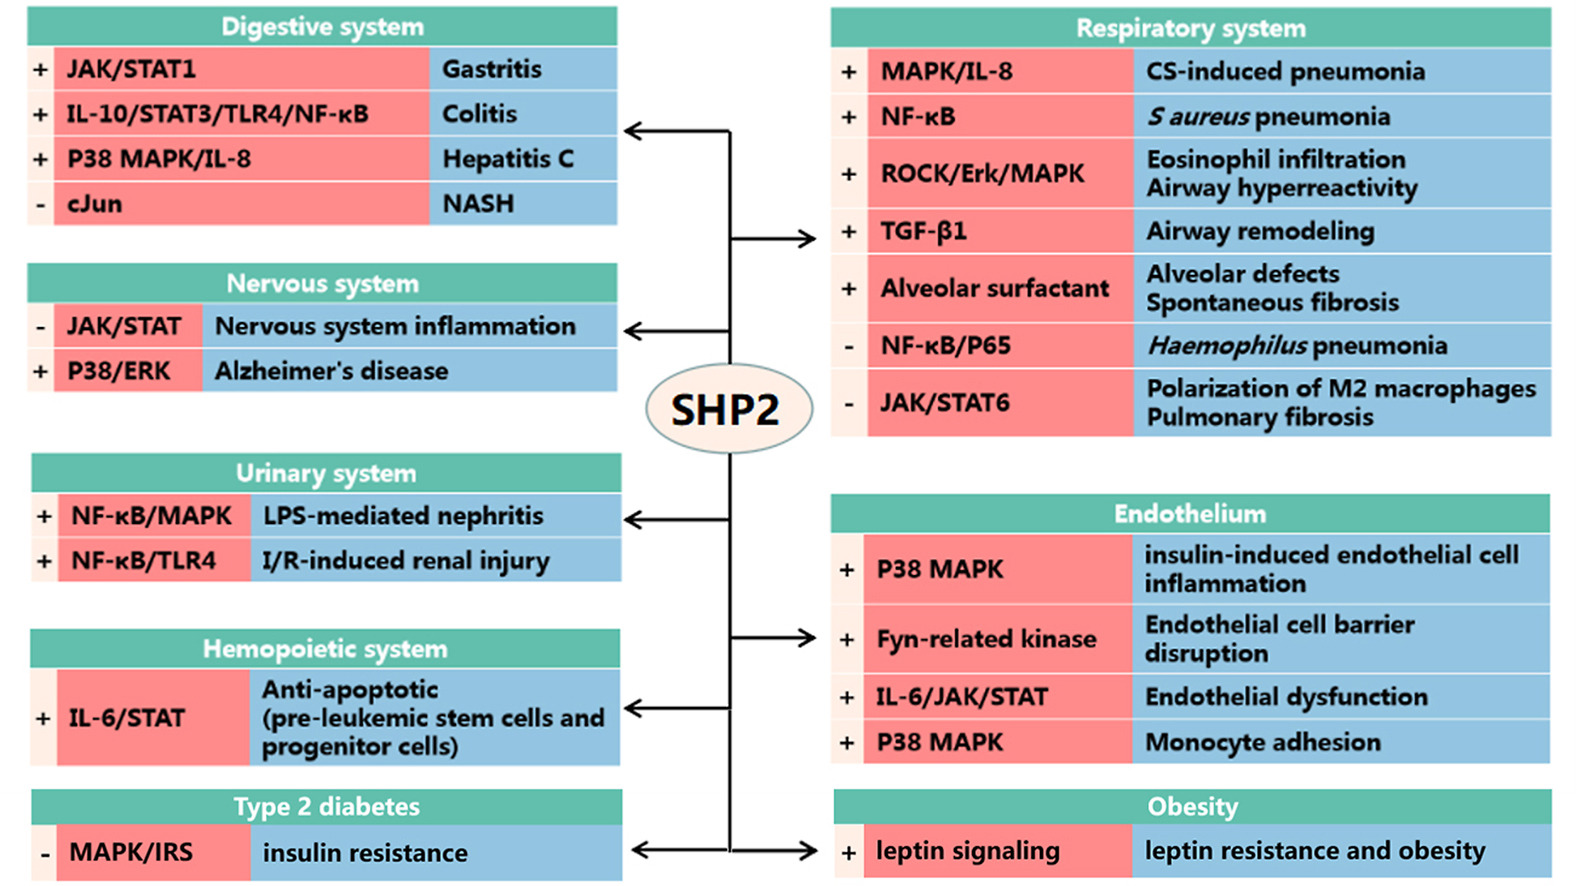 Digestive system
+ JAK/STAT1 Gastritis
+ IL-10/STAT3/TLR4/NF-κB Colitis
+ P38 MAPK/IL-8 Hepatitis C
- cJun NASH
Nervous system
- JAK/STAT Nervous system inflammation
+ P38/ERK Alzheimer's disease
Urinary system
+ NF-κB/MAPK LPS-mediated nephritis
+ NF-κB/TLR4 I/R-induced renal injury
Hemopoietic system
+ IL-6/STAT Anti-apoptotic
(pre-leukemic stem cells and
progenitor cells)
Type 2 diabetes
- MAPK/IRS insulin resistance
SHP2
Respiratory system
+ MAPK/IL-8 CS-induced pneumonia
+ NF-κB S aureus pneumonia
+ ROCK/Erk/MAPK Eosinophil infiltration
Airway hyperreactivity
+ TGF-β1 Airway remodeling
+ Alveolar surfactant Alveolar defects
Spontaneous fibrosis
- NF-κB/P65 Haemophilus pneumonia
- JAK/STAT6 Polarization of M2 macrophages
Pulmonary fibrosis
Endothelium
+ P38 MAPK insulin-induced endothelial cell
inflammation
+ Fyn-related kinase Endothelial cell barrier
disruption
+ IL-6/JAK/STAT Endothelial dysfunction
+ P38 MAPK Monocyte adhesion
Obesity
+ leptin signaling leptin resistance and obesity